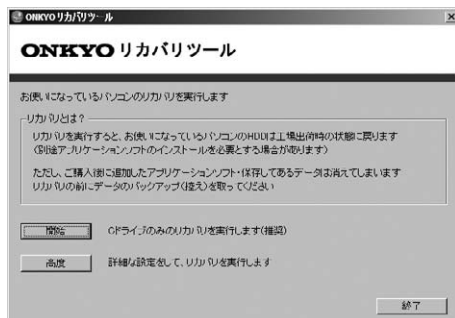 ONKYOリカバリツール
ONKYO リカバリツール
お使いになっているパソコンのリカバリを実行します
リカバリとは?
リカバリを実行すると、お使いになっているパソコンのHDDは工場出荷時の状態に戻ります
(別途アプリケーションソフトのインストールを必要とする場合があります)
ただし、ご購入後に追加したアプリケーションソフト・保存してあるデータは消えてしまいます
リカバリの前にデータのバックアップ(控え)を取ってください
開始 Cドライブのみのリカバリを実行します(推奨)
高度 詳細な設定をして、リカバリを実行します
終了